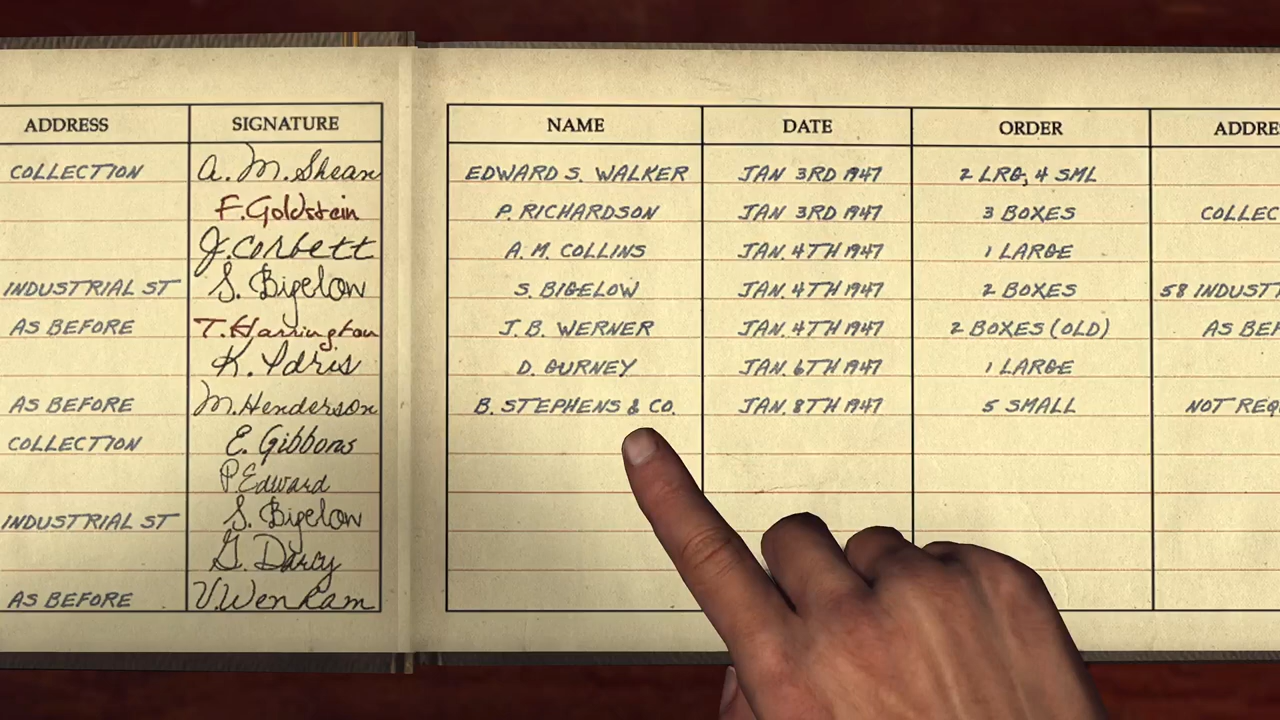 ADDRESS SIGNATURE
COLLECTION A. M. Shean
F. Goldstein
J. Corbett
INDUSTRIAL ST S. Bigelow
AS BEFORE T. Harrington
K. Idris
AS BEFORE M. Henderson
COLLECTION E. Gibbons
P. Edward
INDUSTRIAL ST S. Bigelow
G. Darcy
AS BEFORE V. Wenham
NAME DATE ORDER ADDRE
EDWARD S. WALKER JAN 3RD 1947 2 LRG, 4 SML
P. RICHARDSON JAN 3RD 1947 3 BOXES COLLEC
A. M. COLLINS JAN. 4TH 1947 1 LARGE
S. BIGELOW JAN. 4TH 1947 2 BOXES 58 INDUST
J. B. WERNER JAN. 4TH 1947 2 BOXES (OLD) AS BEF
D. GURNEY JAN. 6TH 1947 1 LARGE
B. STEPHENS & CO. JAN. 8TH 1947 5 SMALL NOT REQ